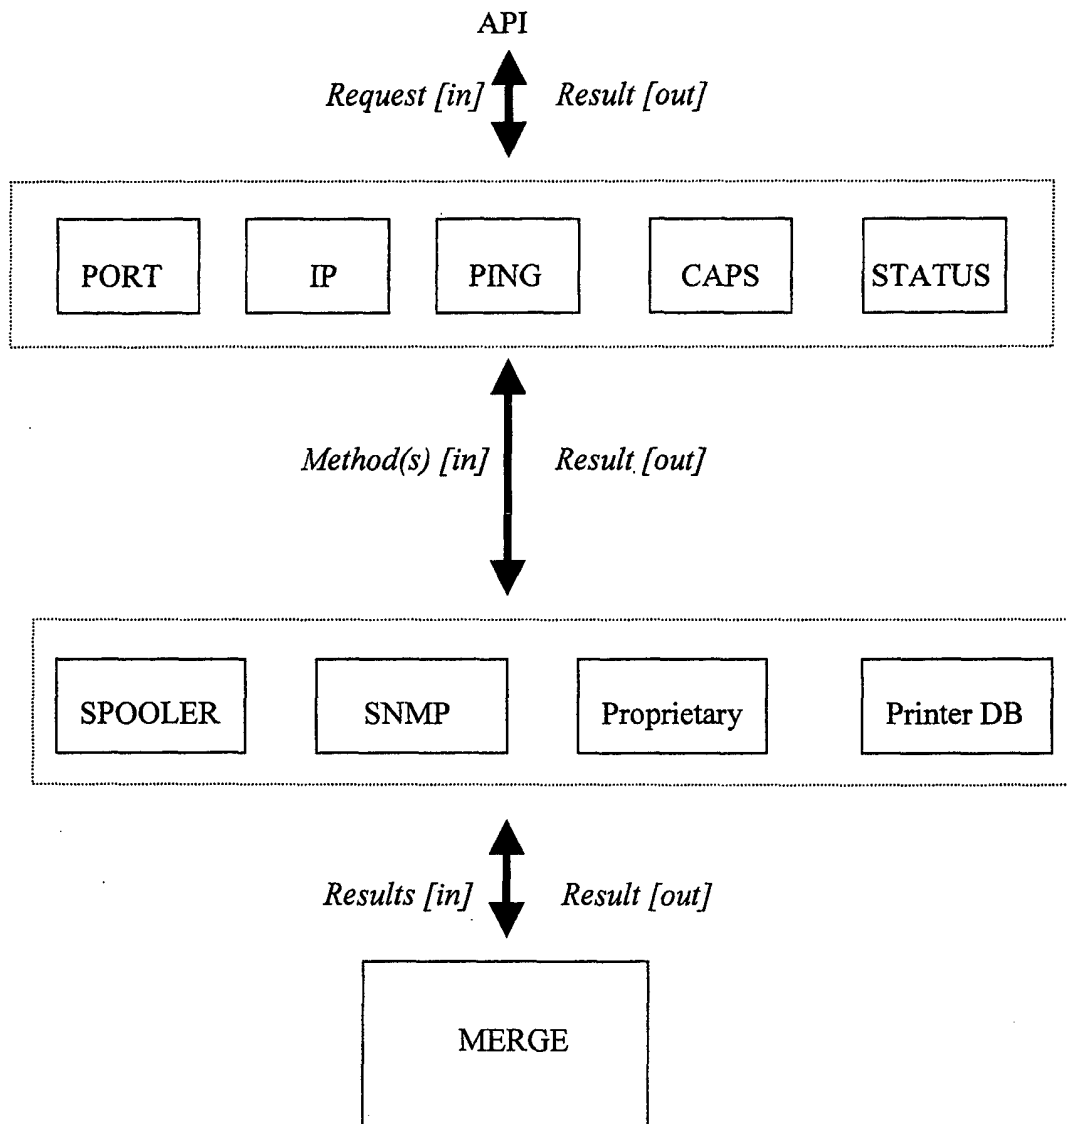 API
Request [in] Result [out]
PORT IP PING CAPS STATUS
Method(s) [in] Result [out]
SPOOLER SNMP Proprietary Printer DB
Results [in] Result [out]
MERGE